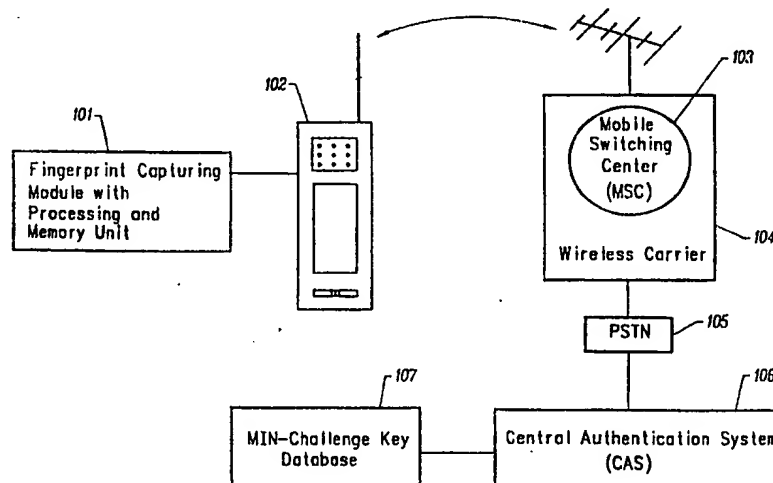 103
102
101
Mobile
Switching
Center
(MSC)
Fingerprint Capturing
Module with
Processing and
Memory Unit
104
Wireless Carrier
PSTN
105
107
106
MIN-Challenge Key
Database
Central Authentication System
(CAS)